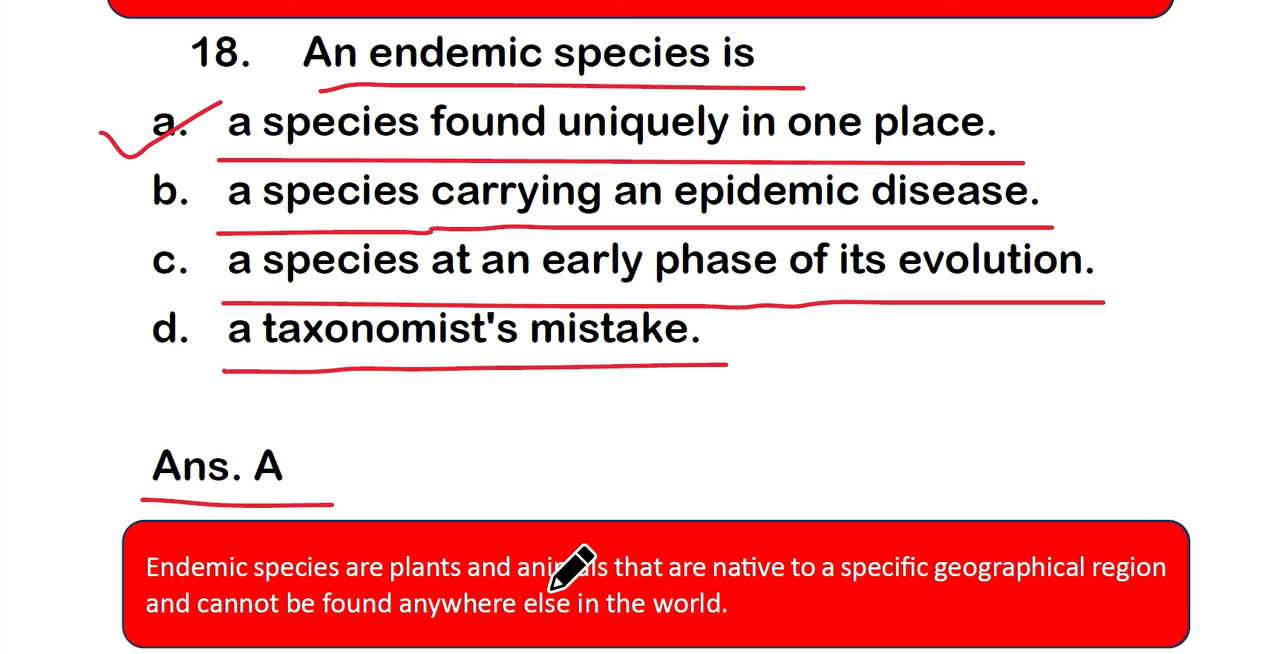 18. An endemic species is
a. a species found uniquely in one place.
b. a species carrying an epidemic disease.
c. a species at an early phase of its evolution.
d. a taxonomist's mistake.
Ans. A
Endemic species are plants and animals that are native to a specific geographical region
and cannot be found anywhere else in the world.